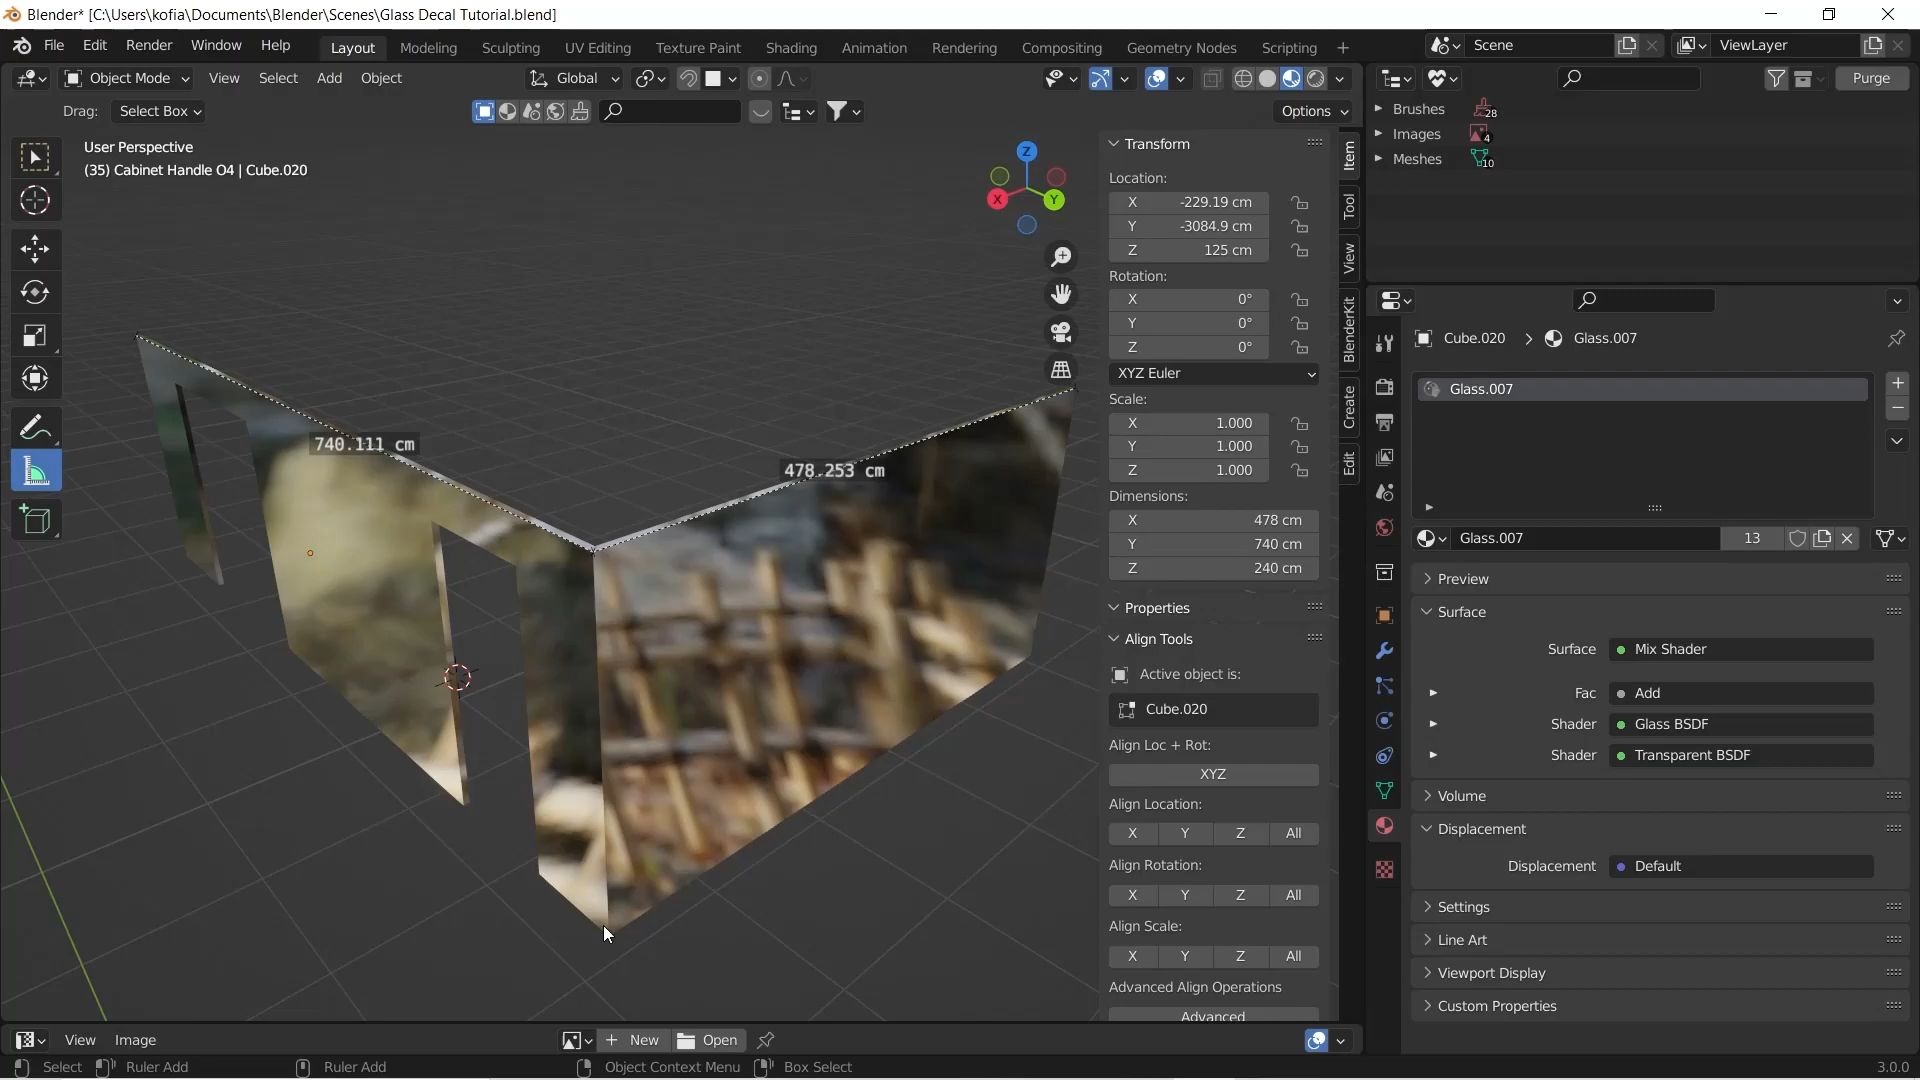 Blender* [C:\Users\kofia\Documents\Blender\Scenes\Glass Decal Tutorial.blend]
File Edit Render Window Help Layout Modeling Sculpting UV Editing Texture Paint Shading Animation Rendering Compositing Geometry Nodes Scripting + Scene ViewLayer
Object Mode View Select Add Object Global Purge
Drag: Select Box Options
Brushes 28
Images 4
Meshes 10
User Perspective
(35) Cabinet Handle O4 | Cube.020
Z
X
Y
740.111 cm
478.253 cm
Transform
Location:
X -229.19 cm
Y -3084.9 cm
Z 125 cm
Rotation:
X 0°
Y 0°
Z 0°
XYZ Euler
Scale:
X 1.000
Y 1.000
Z 1.000
Dimensions:
X 478 cm
Y 740 cm
Z 240 cm
Properties
Align Tools
Active object is:
Cube.020
Align Loc + Rot:
XYZ
Align Location:
X Y Z All
Align Rotation:
X Y Z All
Align Scale:
X Y Z All
Advanced Align Operations
Advanced
Item
Tool
View
BlenderKit
Create
Edit
Cube.020 Glass.007
Glass.007
Glass.007 13
Preview
Surface
Surface Mix Shader
Fac Add
Shader Glass BSDF
Shader Transparent BSDF
Volume
Displacement
Displacement Default
Settings
Line Art
Viewport Display
Custom Properties
View Image New Open
Select Ruler Add Ruler Add Object Context Menu Box Select 3.0.0